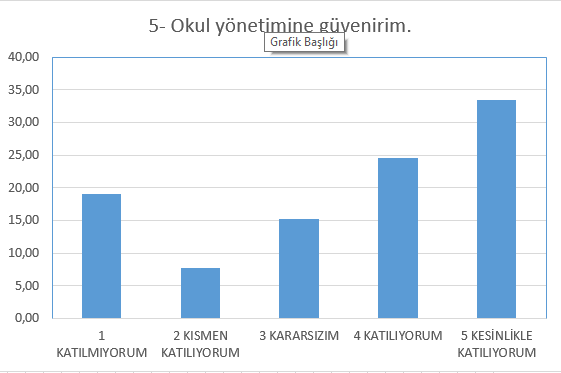 5- Okul yönetimine güvenirim.
Grafik Başlığı
40,00
35,00
30,00
25,00
20,00
15,00
10,00
5,00
0,00
1
KATILMIYORUM
2 KISMEN
KATILIYORUM
3 KARARSIZIM
4 KATILIYORUM
5 KESİNLİKLE
KATILIYORUM